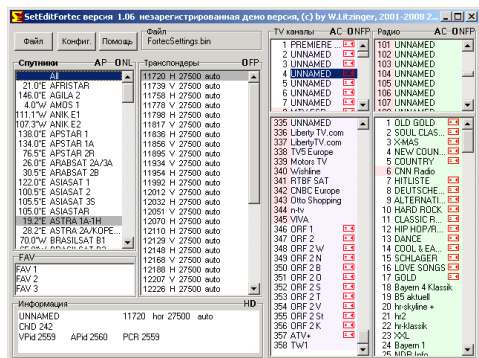 SetEditFortec версия 1.06 незарегистрированная демо версия, (c) by W.Litzinger, 2001-2008 2...
Файл Конфиг. Помощь
Файл
FortecSettings.bin
Спутники AP ONL
All
21.0°E AFRISTAR
146.0°E AGILA 2
4.0°W AMOS 1
111.1°W ANIK E1
107.3°W ANIK E2
138.0°E APSTAR 1
134.0°E APSTAR 1A
76.5°E APSTAR 2R
26.0°E ARABSAT 2A/3A
30.5°E ARABSAT 2B
122.0°E ASIASAT 1
100.5°E ASIASAT 2
105.5°E ASIASAT 3S
105.0°E ASIASTAR
19.2°E ASTRA 1A-1H
28.2°E ASTRA 2A/KOPE...
70.0°W BRASILSAT B1
FAV
FAV 1
FAV 2
FAV 3
Транспондеры OFP
11720 H 27500 auto
11739 V 27500 auto
11758 H 27500 auto
11778 V 27500 auto
11798 H 27500 auto
11817 V 27500 auto
11836 H 27500 auto
11856 V 27500 auto
11895 V 27500 auto
11934 V 27500 auto
11954 H 27500 auto
11992 H 27500 auto
12012 V 27500 auto
12032 H 27500 auto
12051 V 27500 auto
12070 H 27500 auto
12110 H 27500 auto
12129 V 27500 auto
12148 H 27500 auto
12168 V 27500 auto
12188 H 27500 auto
12207 V 27500 auto
12226 H 27500 auto
Информация HD
UNNAMED 11720 hor 27500 auto
ChID 242
VPid 2559 APid 2560 PCR 2559
TV каналы AC ONFP
1 PREMIERE ...
2 UNNAMED
3 UNNAMED
4 UNNAMED
5 UNNAMED
6 UNNAMED
7 UNNAMED
335 UNNAMED
336 LibertyTV.com
337 LibertyTV.com
338 TV5 Europe
339 Motors TV
340 Wishline
341 RTBF SAT
342 CNBC Europe
343 Otto Shopping
344 n-tv
345 VIVA
346 ORF 1
347 ORF 2
348 ORF 2 W
349 ORF 2 N
350 ORF 2 B
351 ORF 2 O
352 ORF 2 S
353 ORF 2 T
354 ORF 2 V
355 ORF 2 St
356 ORF 2 K
357 ATV+
358 TW1
Радио AC ONFP
101 UNNAMED
102 UNNAMED
103 UNNAMED
104 UNNAMED
105 UNNAMED
106 UNNAMED
107 UNNAMED
1 OLD GOLD
2 SOUL CLAS...
3 X-MAS
4 NEW COUN...
5 COUNTRY
6 CNN Radio
7 HITLISTE
8 DEUTSCHE...
9 ALTERNATI...
10 HARD ROCK
11 CLASSIC R...
12 HIP HOP/R...
13 DANCE
14 COOL & EA...
15 SCHLAGER
16 LOVE SONGS
17 GOLD
18 Bayern 4 Klassik
19 B5 aktuell
20 hr-skyline +
21 hr2
22 hr-klassik
23 XXL
24 Bayern 1
25 NDR Info